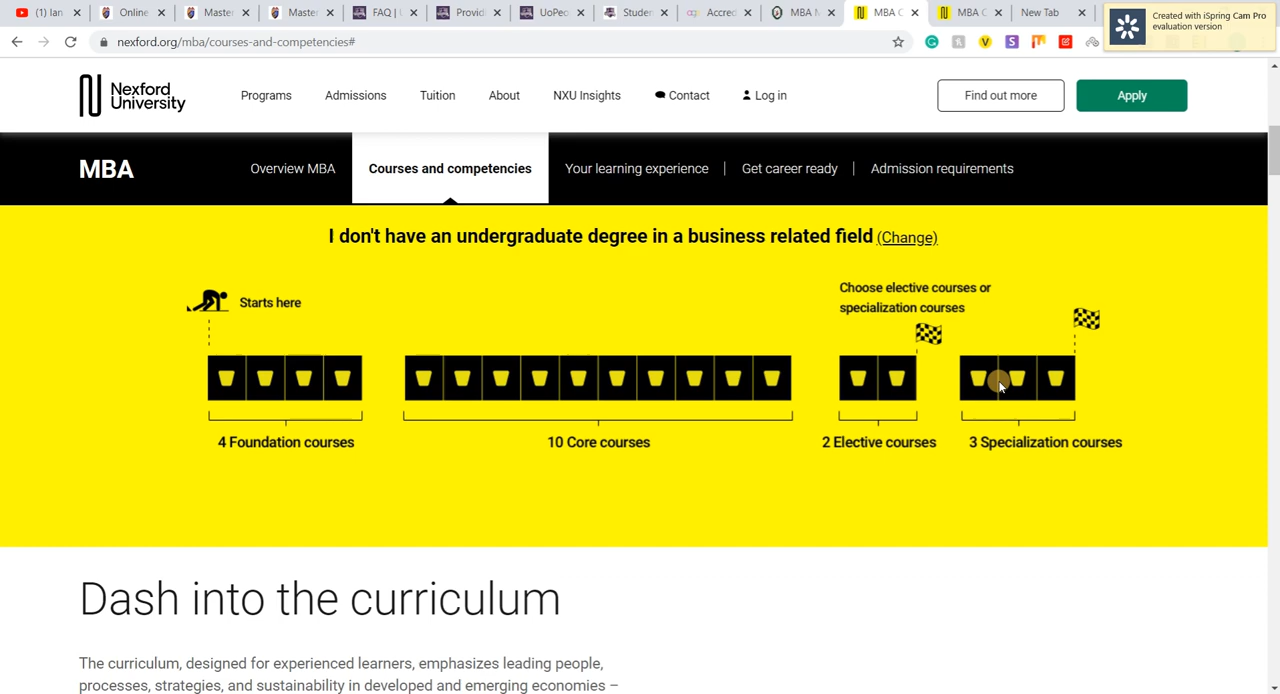 (1) Ian
Online
Master
Master
FAQ |
Provid
UoPeo
Studen
Accred
MBA M
MBA C
MBA C
New Tab
Created with iSpring Cam Pro
evaluation version
nexford.org/mba/courses-and-competencies#
Nexford
University
Programs
Admissions
Tuition
About
NXU Insights
Contact
Log in
Find out more
Apply
MBA
Overview MBA
Courses and competencies
Your learning experience
Get career ready
Admission requirements
I don't have an undergraduate degree in a business related field (Change)
Starts here
Choose elective courses or
specialization courses
4 Foundation courses
10 Core courses
2 Elective courses
3 Specialization courses
Dash into the curriculum
The curriculum, designed for experienced learners, emphasizes leading people,
processes, strategies, and sustainability in developed and emerging economies –